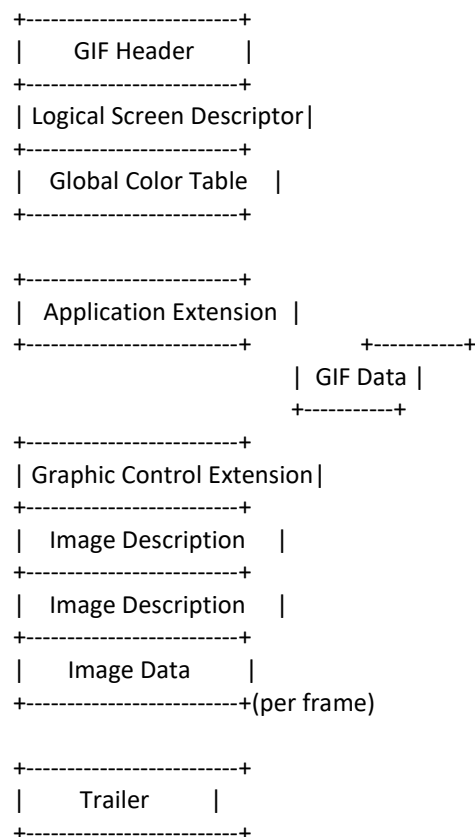 +--------------------------+
| GIF Header |
+--------------------------+
| Logical Screen Descriptor|
+--------------------------+
| Global Color Table |
+--------------------------+
+--------------------------+
| Application Extension |
+--------------------------+ +-----------+
| GIF Data |
+-----------+
+--------------------------+
| Graphic Control Extension|
+--------------------------+
| Image Description |
+--------------------------+
| Image Description |
+--------------------------+
| Image Data |
+--------------------------+(per frame)
+--------------------------+
| Trailer |
+--------------------------+